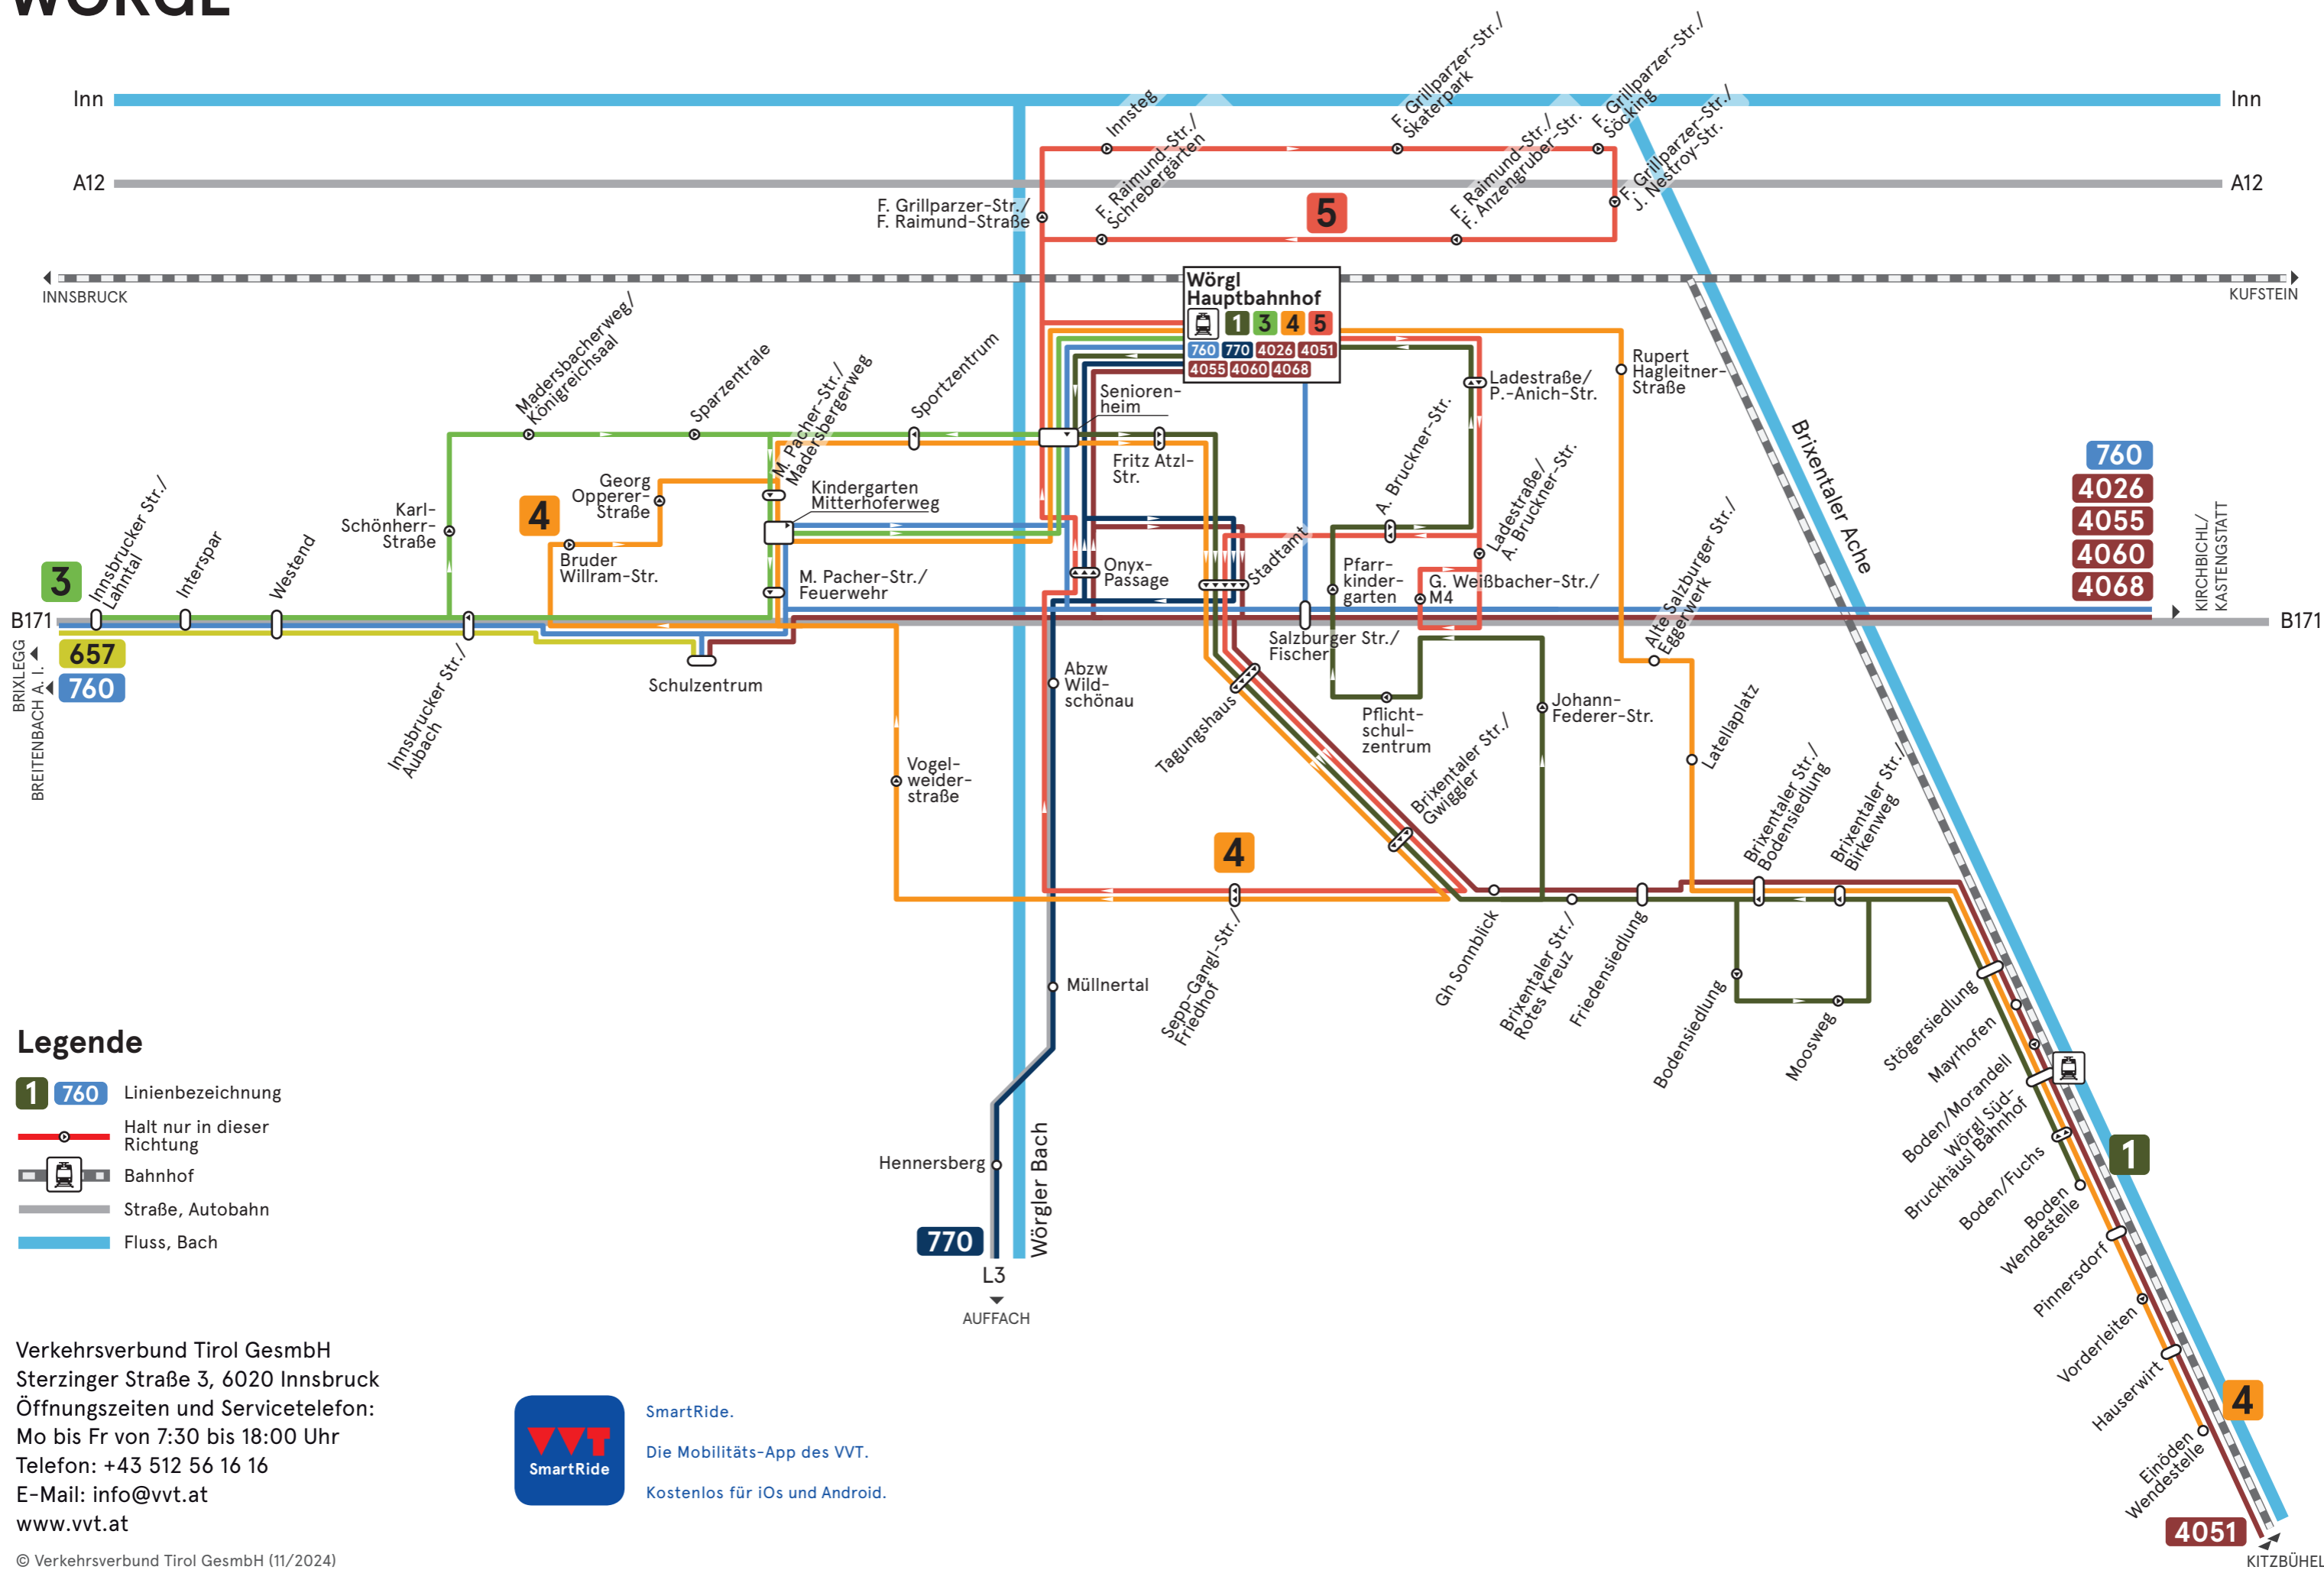 WÖRGL
Inn
Inn
A12
A12
Innsteg
F. Raimund-Str./
Schrebergärten
F. Grillparzer-Str./
Skaterpark
F. Raimund-Str./
F. Anzengruber-Str.
F. Grillparzer-Str./
Söcking
F. Grillparzer-Str./
J. Nestroy-Str.
F. Grillparzer-Str./
F. Raimund-Straße
5
INNSBRUCK
KUFSTEIN
Wörgl
Hauptbahnhof
1 3 4 5
760 770 4026 4051
4055 4060 4068
Madersbacherweg/
Königreichsaal
Sparzentrale
M. Pacher-Str./
Madersbergerweg
Sportzentrum
Senioren-
heim
Fritz Atzl-
Str.
Ladestraße/
P.-Anich-Str.
Rupert
Hagleitner-
Straße
A. Bruckner-Str.
Ladestraße/
A. Bruckner-Str.
Brixentaler Ache
760
4026
4055
4060
4068
KIRCHBICHL/
KASTENGSTATT
Karl-
Schönherr-
Straße
Georg
Opperer-
Straße
4
Bruder
Willram-Str.
Kindergarten
Mitterhoferweg
M. Pacher-Str./
Feuerwehr
Onyx-
Passage
Stadtamt
Pfarr-
kinder-
garten
G. Weißbacher-Str./
M4
Alte Salzburger Str./
Eggerwerk
3
Innsbrucker Str./
Lahntal
Interspar
Westend
B171
B171
657
760
BRIXLEGG
BREITENBACH A. I.
Innsbrucker Str./
Aubach
Schulzentrum
Abzw
Wild-
schönau
Salzburger Str./
Fischer
Tagungshaus
Pflicht-
schul-
zentrum
Johann-
Federer-Str.
Brixentaler Str./
Gwiggler
Latellaplatz
Brixentaler Str./
Bodensiedlung
Brixentaler Str./
Birkenweg
Vogel-
weider-
straße
4
Sepp-Gangl-Str./
Friedhof
Gh Sonnblick
Brixentaler Str./
Rotes Kreuz
Friedensiedlung
Bodensiedlung
Moosweg
Stögersiedlung
Mayrhofen
Boden/Morandell
Wörgl Süd-
Bruckhäusl Bahnhof
Boden/Fuchs
Boden
Wendestelle
1
Pinnersdorf
Vorderleiten
Hauserwirt
Einöden
Wendestelle
4
4051
KITZBÜHEL
Müllnertal
Hennersberg
Wörgler Bach
770
L3
AUFFACH
Legende
1 760 Linienbezeichnung
Halt nur in dieser
Richtung
Bahnhof
Straße, Autobahn
Fluss, Bach
Verkehrsverbund Tirol GesmbH
Sterzinger Straße 3, 6020 Innsbruck
Öffnungszeiten und Servicetelefon:
Mo bis Fr von 7:30 bis 18:00 Uhr
Telefon: +43 512 56 16 16
E-Mail: info@vvt.at
www.vvt.at
© Verkehrsverbund Tirol GesmbH (11/2024)
VVT
SmartRide
SmartRide.
Die Mobilitäts-App des VVT.
Kostenlos für iOs und Android.